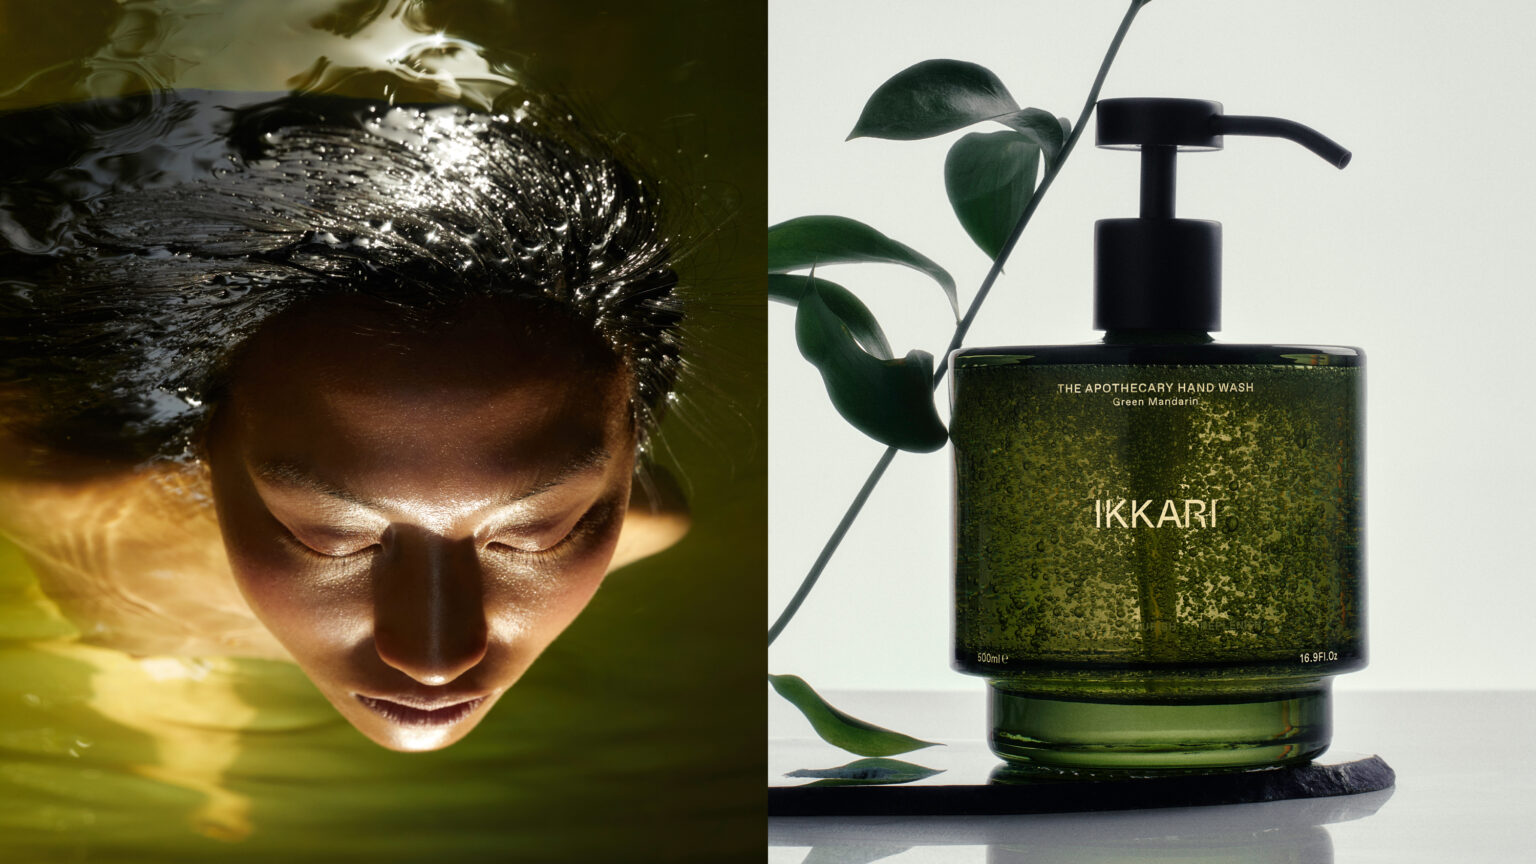 THE APOTHECARY HAND WASH
Green Mandarin
IKKARI
500ml ℮
16.9Fl.Oz